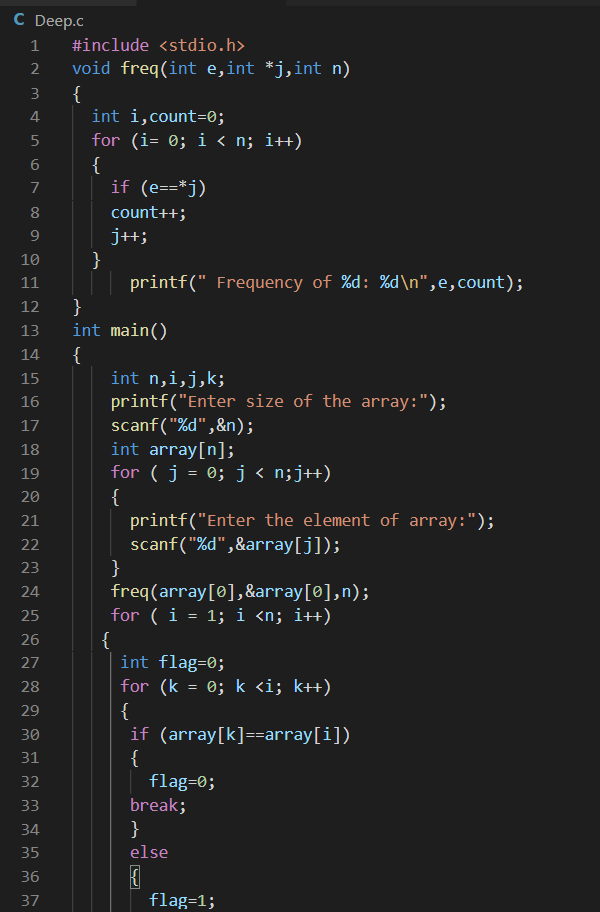 C Deep.c
1 #include <stdio.h>
2 void freq(int e,int *j,int n)
3 {
4 int i,count=0;
5 for (i= 0; i < n; i++)
6 {
7 if (e==*j)
8 count++;
9 j++;
10 }
11 printf(" Frequency of %d: %d\n",e,count);
12 }
13 int main()
14 {
15 int n,i,j,k;
16 printf("Enter size of the array:");
17 scanf("%d",&n);
18 int array[n];
19 for ( j = 0; j < n;j++)
20 {
21 printf("Enter the element of array:");
22 scanf("%d",&array[j]);
23 }
24 freq(array[0],&array[0],n);
25 for ( i = 1; i <n; i++)
26 {
27 int flag=0;
28 for (k = 0; k <i; k++)
29 {
30 if (array[k]==array[i])
31 {
32 flag=0;
33 break;
34 }
35 else
36 {
37 flag=1;